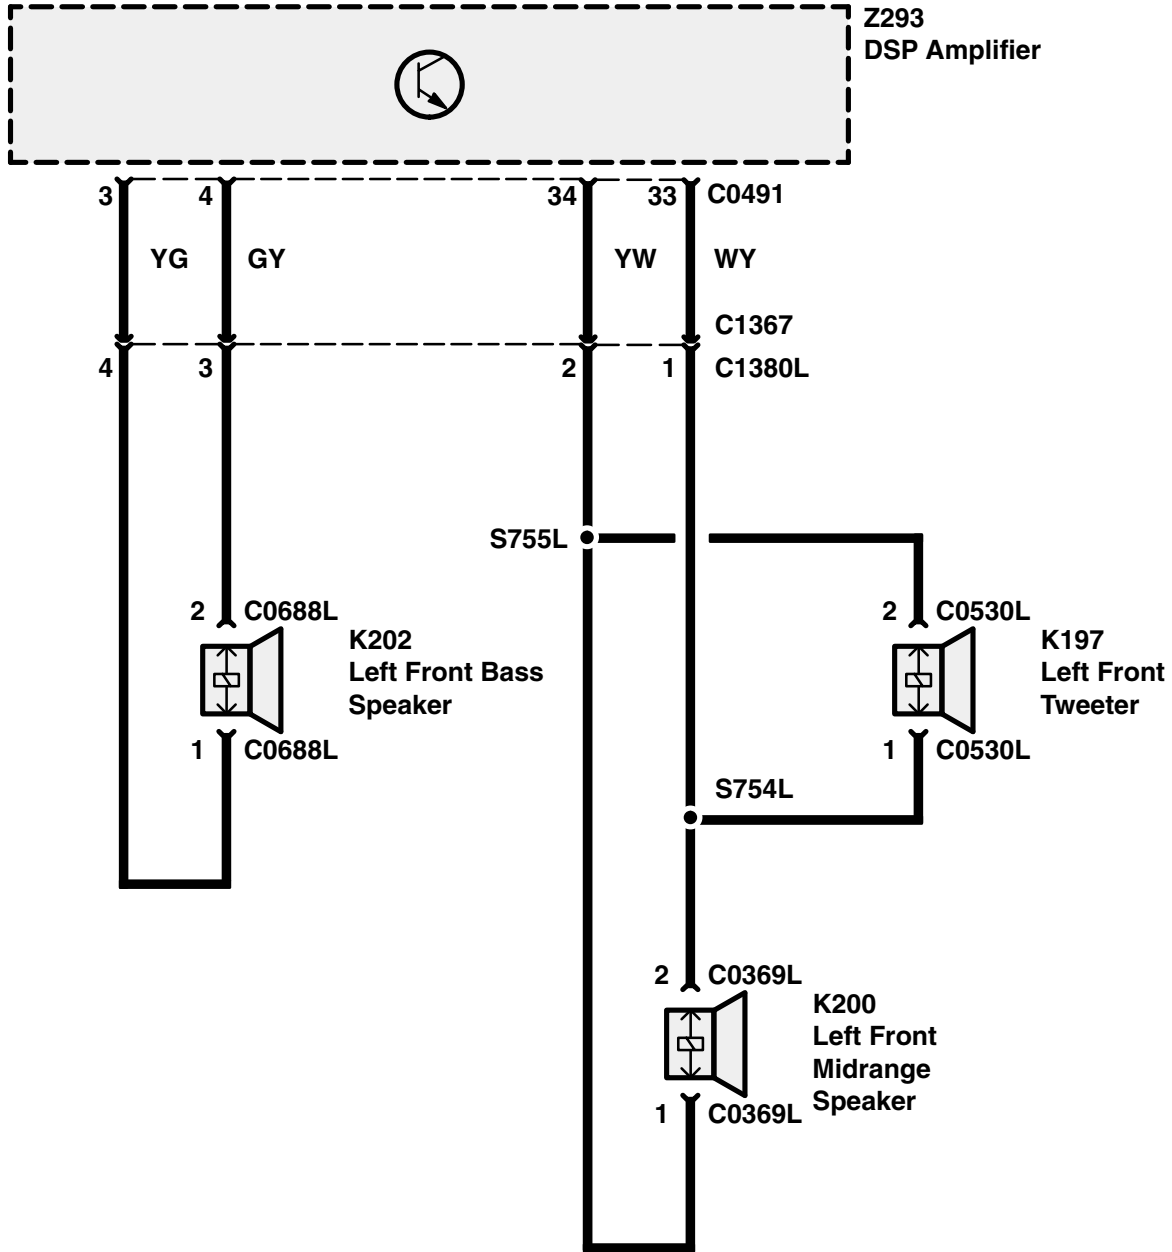 Z293
DSP Amplifier
3 4 34 33 C0491
YG GY YW WY
C1367
4 3 2 1 C1380L
S755L
2 C0688L
K202
Left Front Bass
Speaker
1 C0688L
2 C0530L
K197
Left Front
Tweeter
1 C0530L
S754L
2 C0369L
K200
Left Front
Midrange
Speaker
1 C0369L